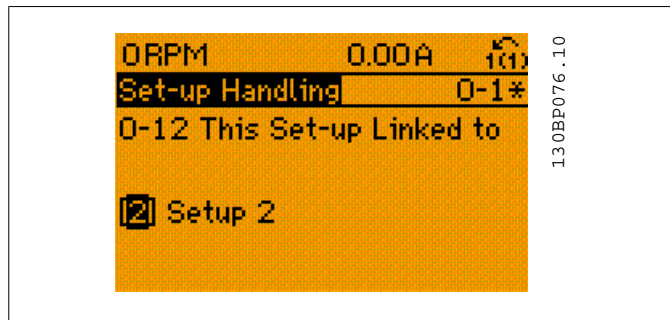 0RPM 0.00A 1(1)
Set-up Handling 0-1*
0-12 This Set-up Linked to
[2] Setup 2
130BP076.10